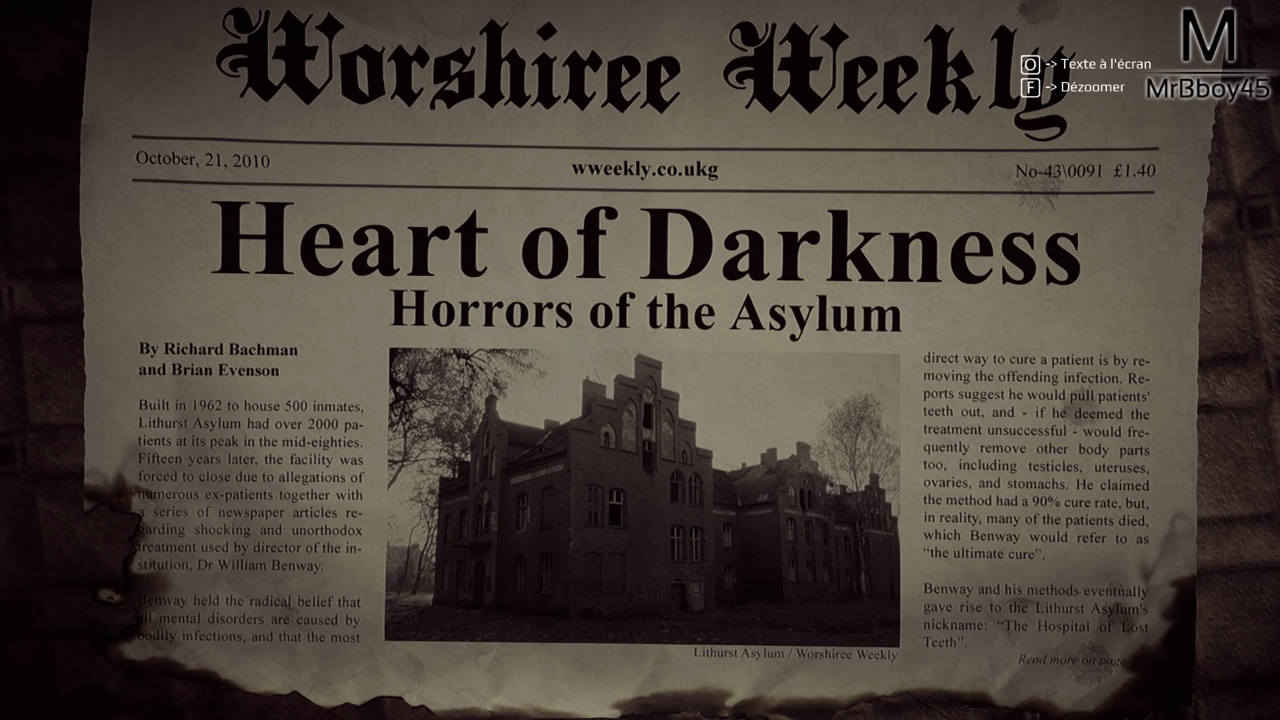 Worshiree Weekly
M
MrBboy45
O -> Texte à l'écran
F -> Dézoomer
October, 21, 2010
wweekly.co.ukg
No-43\0091 £1.40
Heart of Darkness
Horrors of the Asylum
By Richard Bachman
and Brian Evenson
Built in 1962 to house 500 inmates,
Lithurst Asylum had over 2000 pa-
tients at its peak in the mid-eighties.
Fifteen years later, the facility was
forced to close due to allegations of
numerous ex-patients together with
a series of newspaper articles re-
garding shocking and unorthodox
treatment used by director of the in-
stitution, Dr William Benway.
Benway held the radical belief that
all mental disorders are caused by
bodily infections, and that the most
Lithurst Asylum / Worshiree Weekly
direct way to cure a patient is by re-
moving the offending infection. Re-
ports suggest he would pull patients'
teeth out, and - if he deemed the
treatment unsuccessful - would fre-
quently remove other body parts
too, including testicles, uteruses,
ovaries, and stomachs. He claimed
the method had a 90% cure rate, but,
in reality, many of the patients died,
which Benway would refer to as
“the ultimate cure”.
Benway and his methods eventually
gave rise to the Lithurst Asylum's
nickname: “The Hospital of Lost
Teeth”.
Read more on page